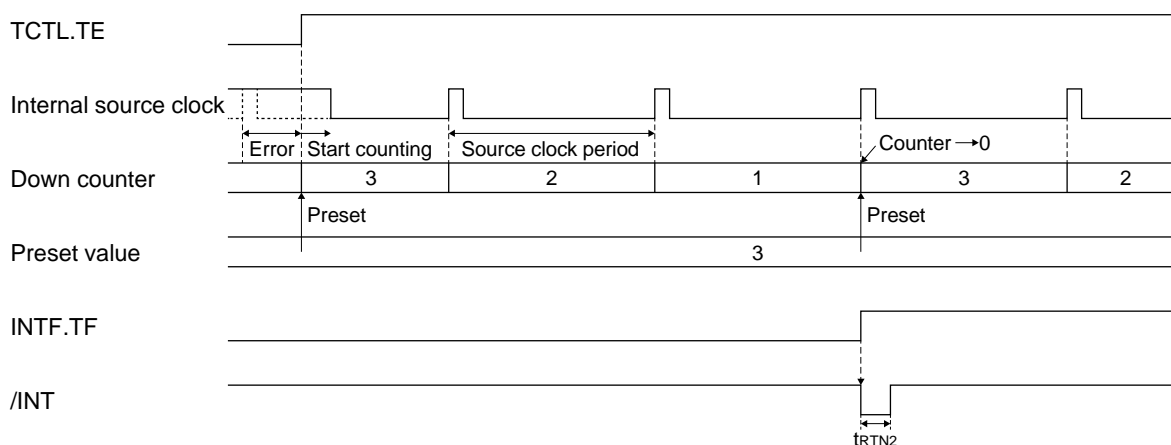 TCTL.TE
Internal source clock
Error Start counting Source clock period Counter →0
Down counter 3 2 1 3 2
Preset Preset
Preset value 3
INTF.TF
/INT
tRTN2